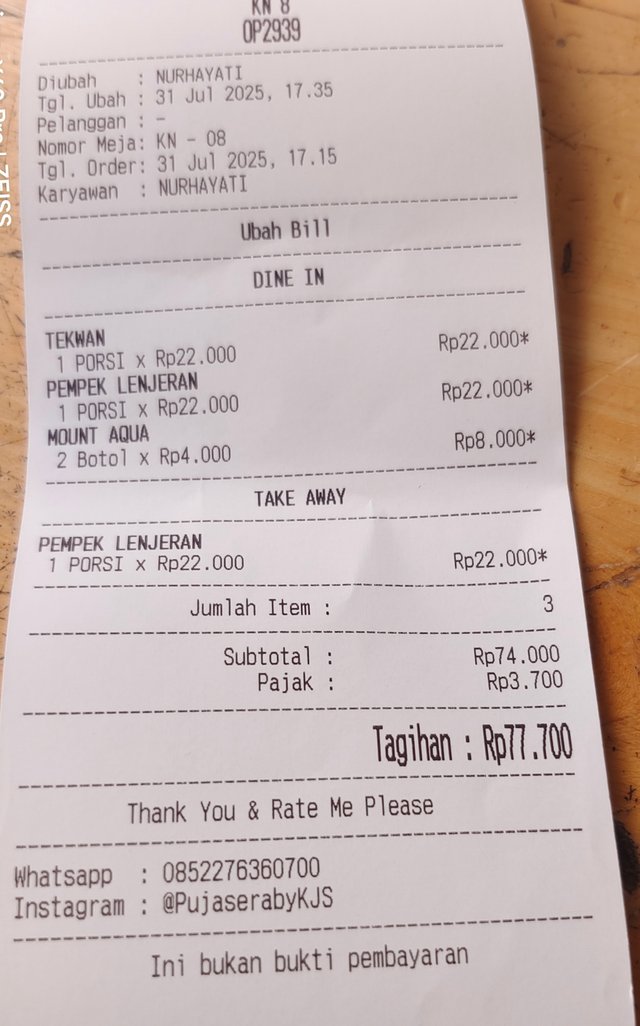 KN 8
OP2939
Diubah : NURHAYATI
Tgl. Ubah : 31 Jul 2025, 17.35
Pelanggan : -
Nomor Meja: KN - 08
Tgl. Order: 31 Jul 2025, 17.15
Karyawan : NURHAYATI
Ubah Bill
DINE IN
TEKWAN
1 PORSI x Rp22.000 Rp22.000*
PEMPEK LENJERAN
1 PORSI x Rp22.000 Rp22.000*
MOUNT AQUA
2 Botol x Rp4.000 Rp8.000*
TAKE AWAY
PEMPEK LENJERAN
1 PORSI x Rp22.000 Rp22.000*
Jumlah Item : 3
Subtotal : Rp74.000
Pajak : Rp3.700
Tagihan : Rp77.700
Thank You & Rate Me Please
Whatsapp : 0852276360700
Instagram : @PujaserabyKJS
Ini bukan bukti pembayaran
ZEISS